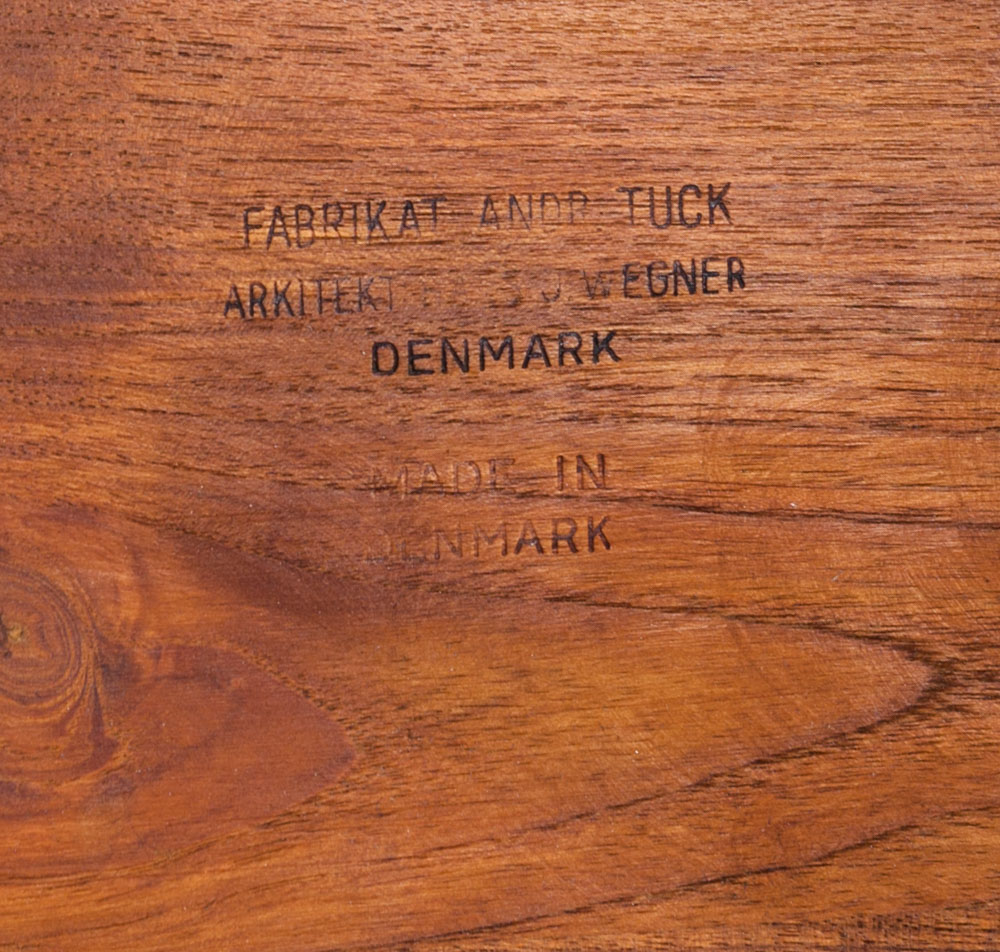 FABRIKAT ANDR TUCK
ARKITEKT J WEGNER
DENMARK
MADE IN
DENMARK